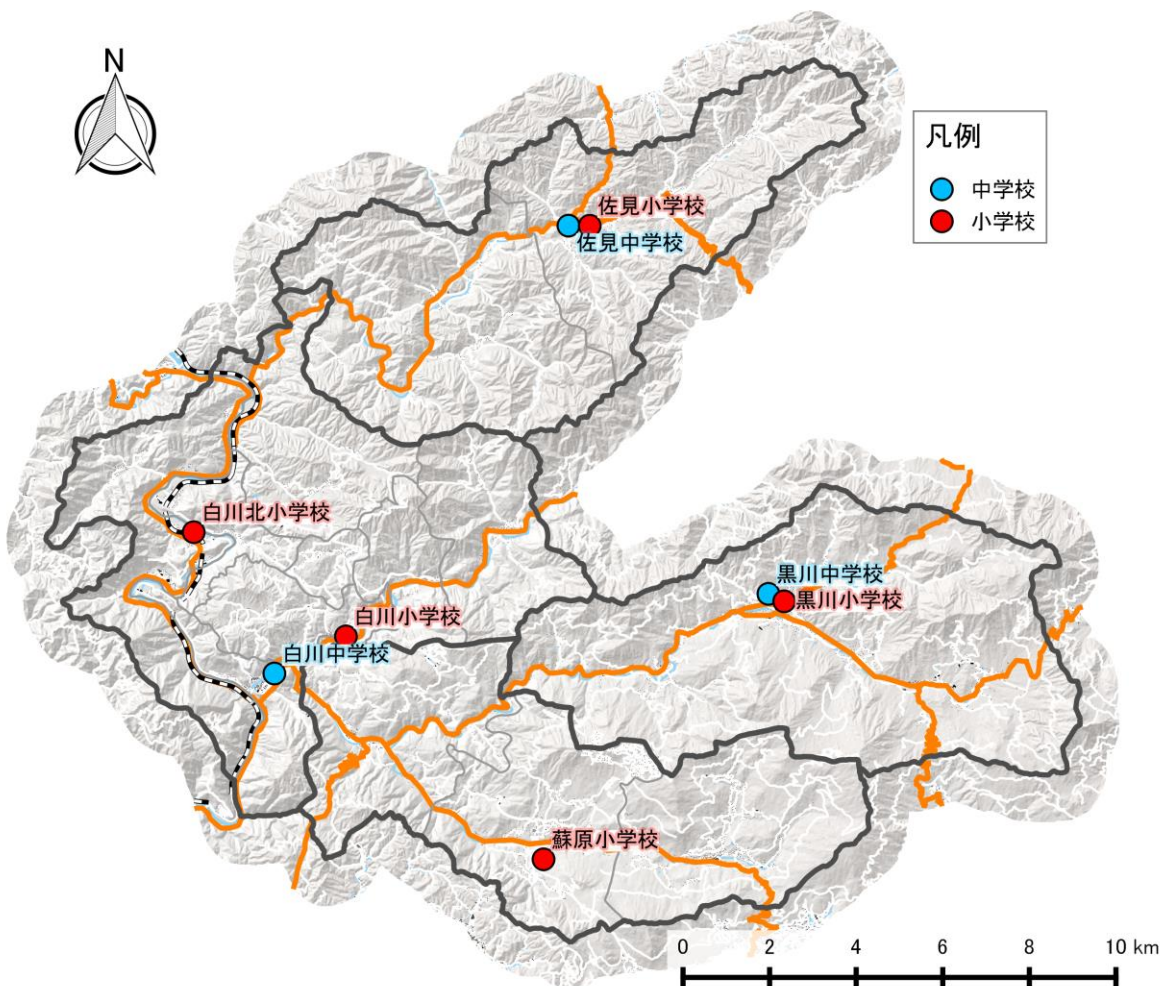 N
凡例
中学校
小学校
佐見小学校
佐見中学校
白川北小学校
黒川中学校
黒川小学校
白川小学校
白川中学校
蘇原小学校
0 2 4 6 8 10 km